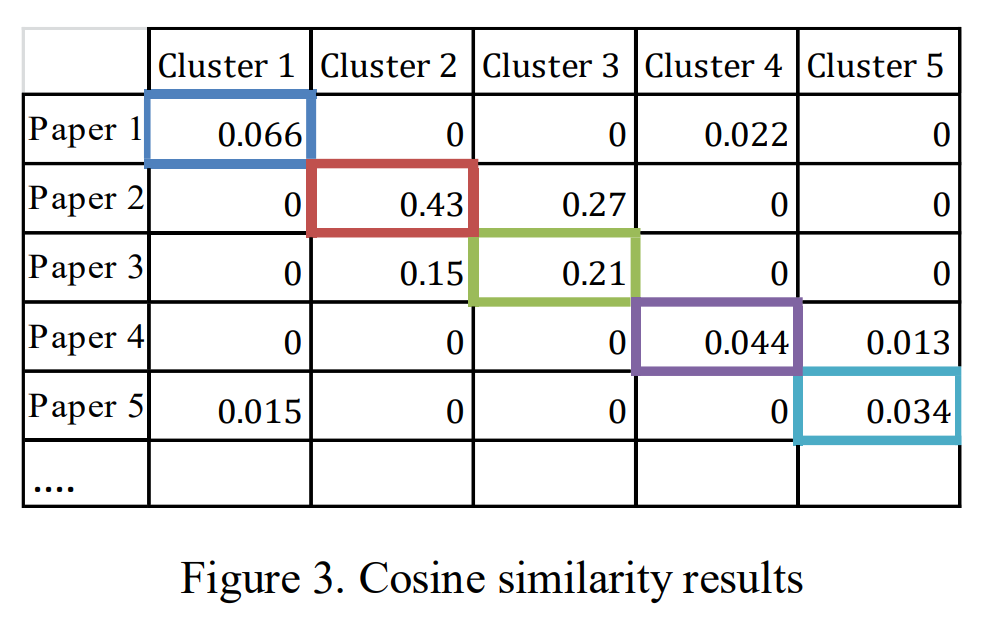 Cluster 1 Cluster 2 Cluster 3 Cluster 4 Cluster 5
Paper 1 0.066 0 0 0.022 0
Paper 2 0 0.43 0.27 0 0
Paper 3 0 0.15 0.21 0 0
Paper 4 0 0 0 0.044 0.013
Paper 5 0.015 0 0 0 0.034
....
Figure 3. Cosine similarity results